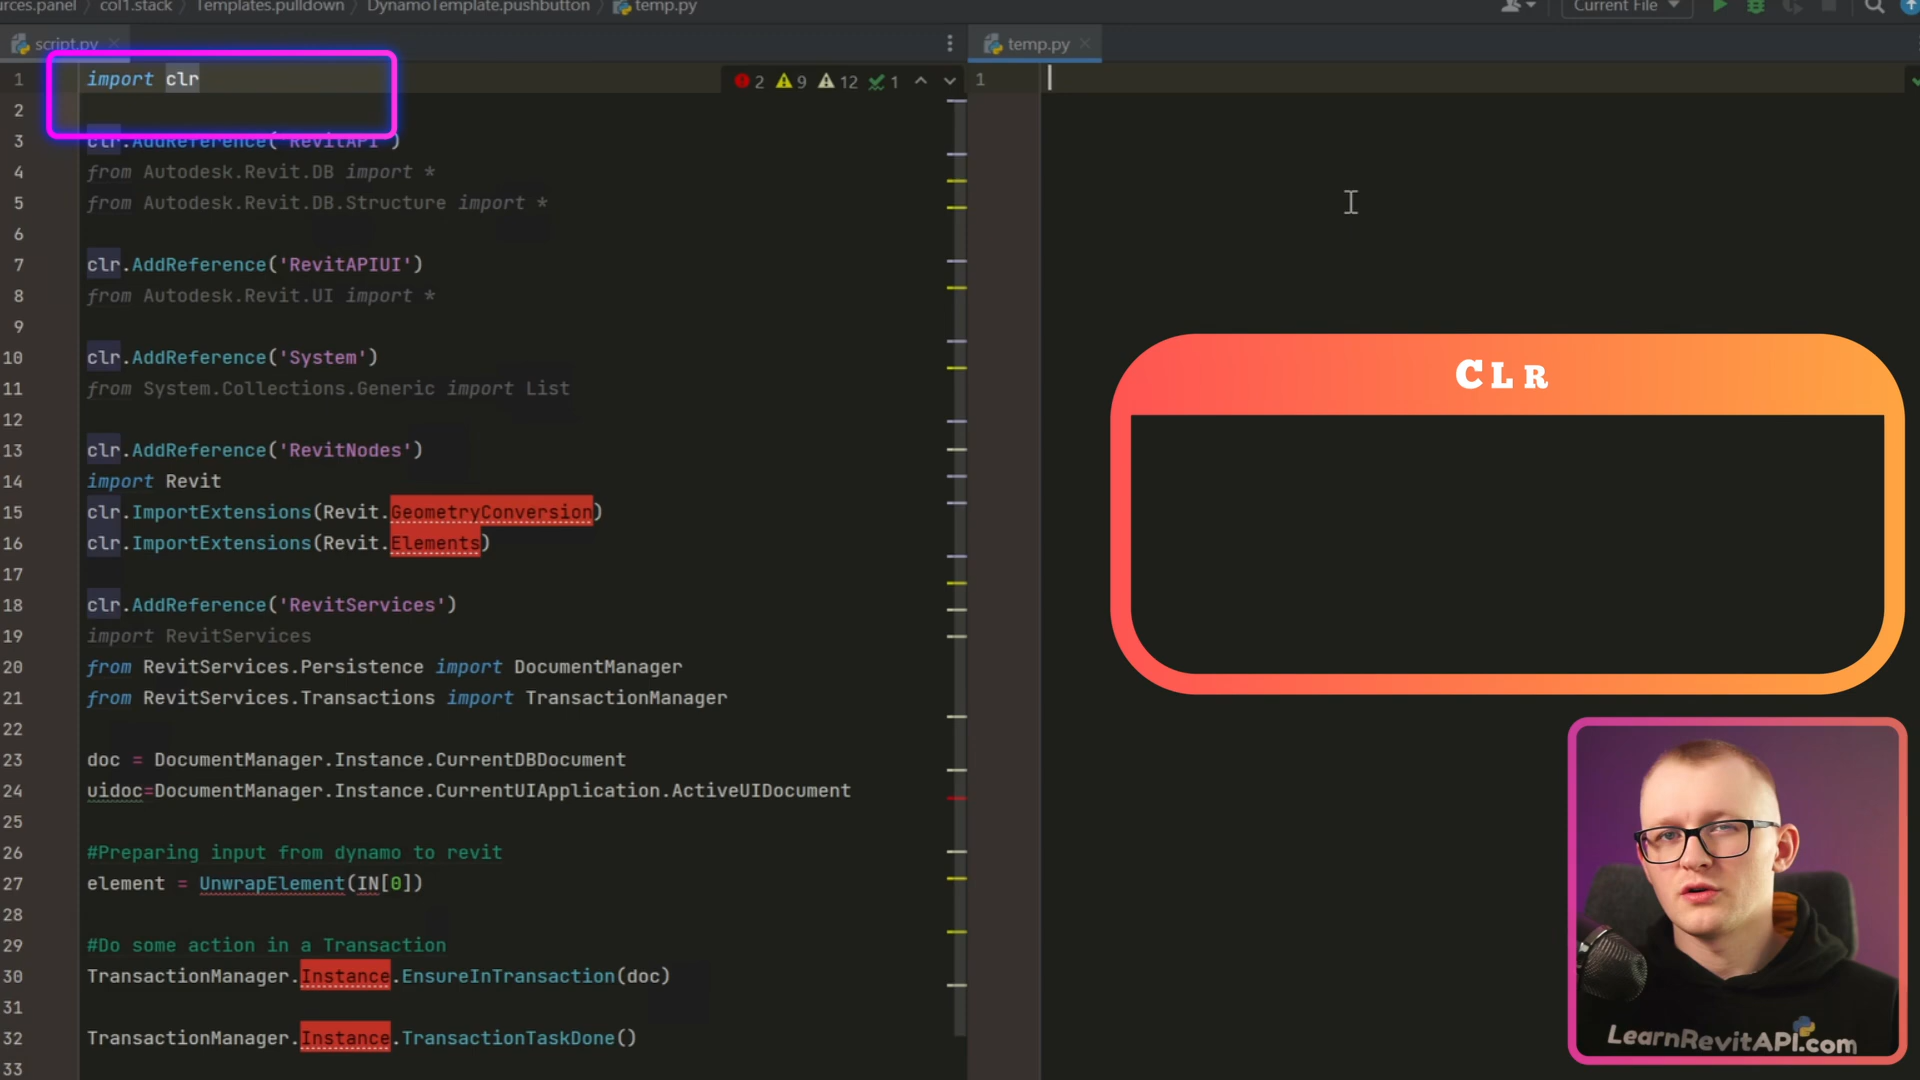 col1.stack > Templates.pulldown > DynamoTemplate.pushbutton > temp.py
Current File
script.py
temp.py
2 9 12 1
1 import clr
2
3 clr.AddReference('RevitAPI')
4 from Autodesk.Revit.DB import *
5 from Autodesk.Revit.DB.Structure import *
6
7 clr.AddReference('RevitAPIUI')
8 from Autodesk.Revit.UI import *
9
10 clr.AddReference('System')
11 from System.Collections.Generic import List
12
13 clr.AddReference('RevitNodes')
14 import Revit
15 clr.ImportExtensions(Revit.GeometryConversion)
16 clr.ImportExtensions(Revit.Elements)
17
18 clr.AddReference('RevitServices')
19 import RevitServices
20 from RevitServices.Persistence import DocumentManager
21 from RevitServices.Transactions import TransactionManager
22
23 doc = DocumentManager.Instance.CurrentDBDocument
24 uidoc=DocumentManager.Instance.CurrentUIApplication.ActiveUIDocument
25
26 #Preparing input from dynamo to revit
27 element = UnwrapElement(IN[0])
28
29 #Do some action in a Transaction
30 TransactionManager.Instance.EnsureInTransaction(doc)
31
32 TransactionManager.Instance.TransactionTaskDone()
33
1
CLR
LearnRevitAPI.com